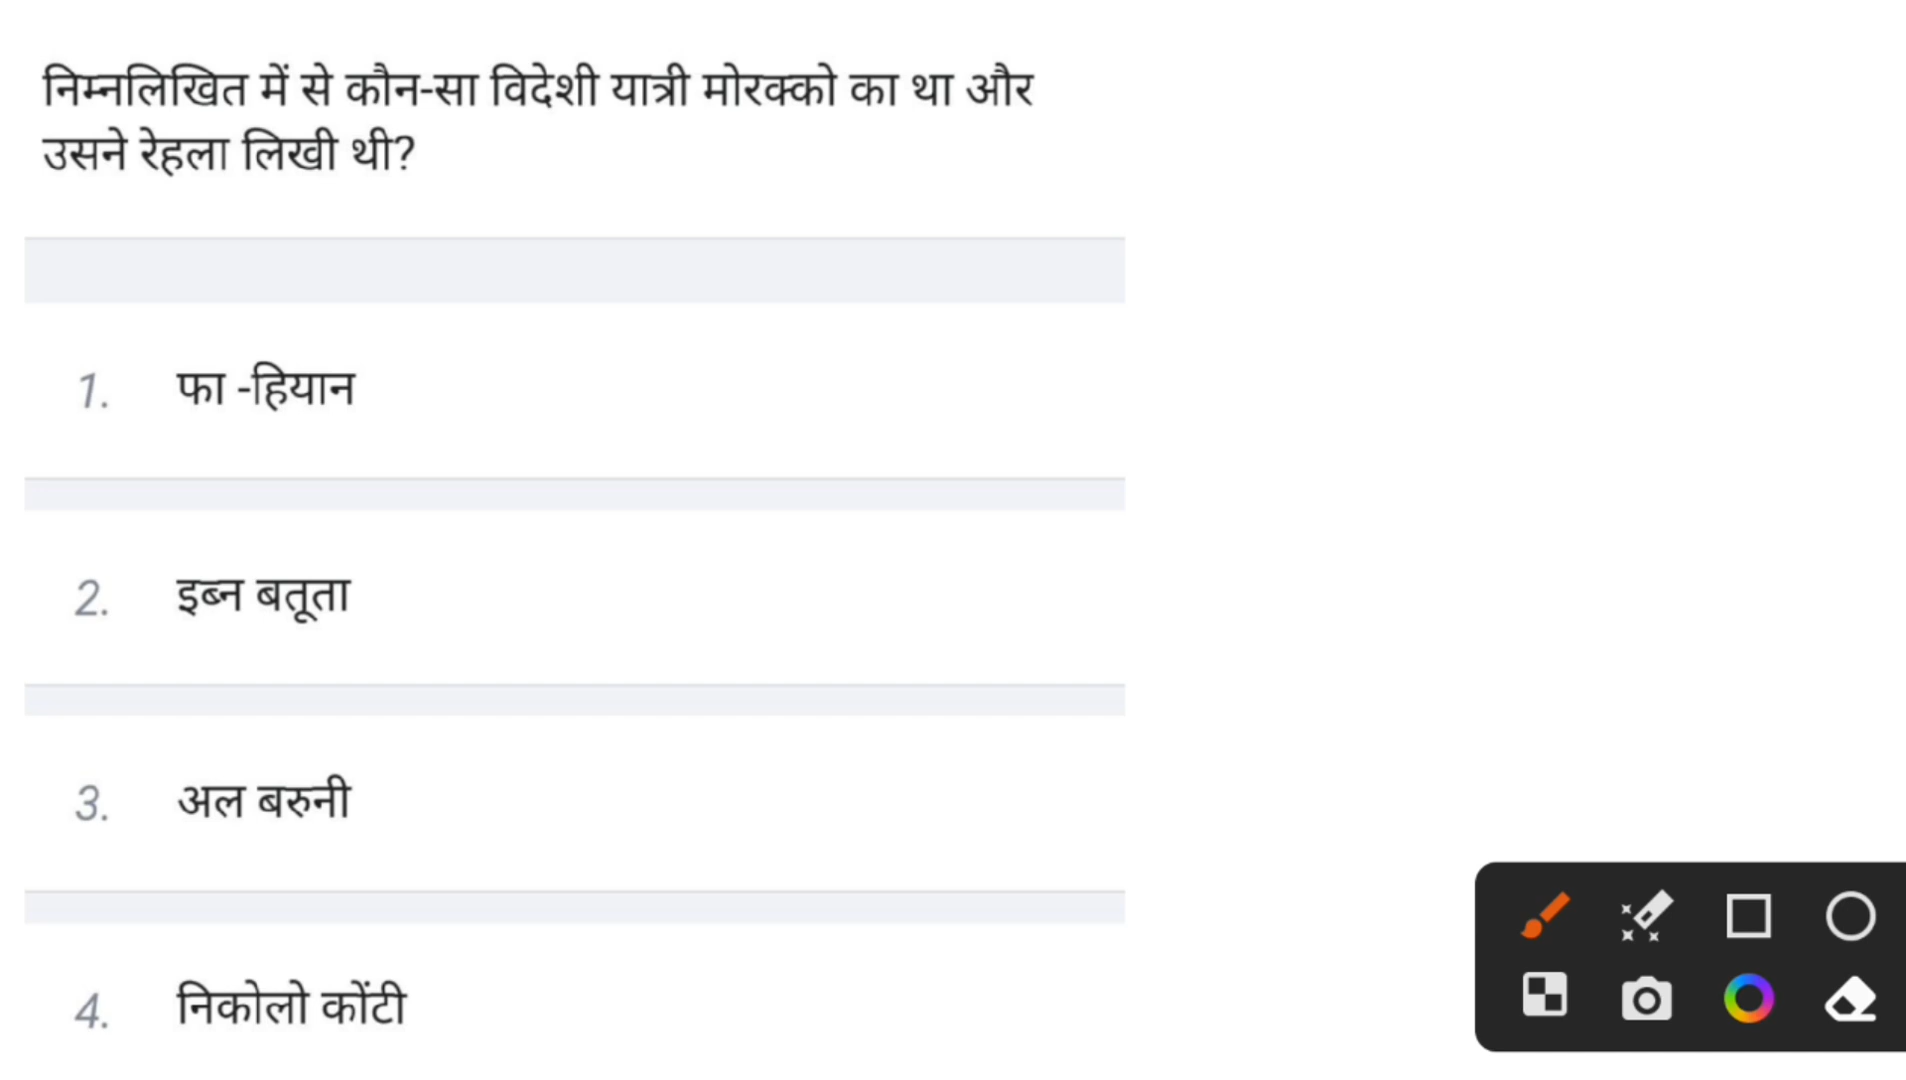 निम्नलिखित में से कौन-सा विदेशी यात्री मोरक्को का था और
उसने रेहला लिखी थी?
1. फा -हियान
2. इब्न बतूता
3. अल बरुनी
4. निकोलो कोंटी